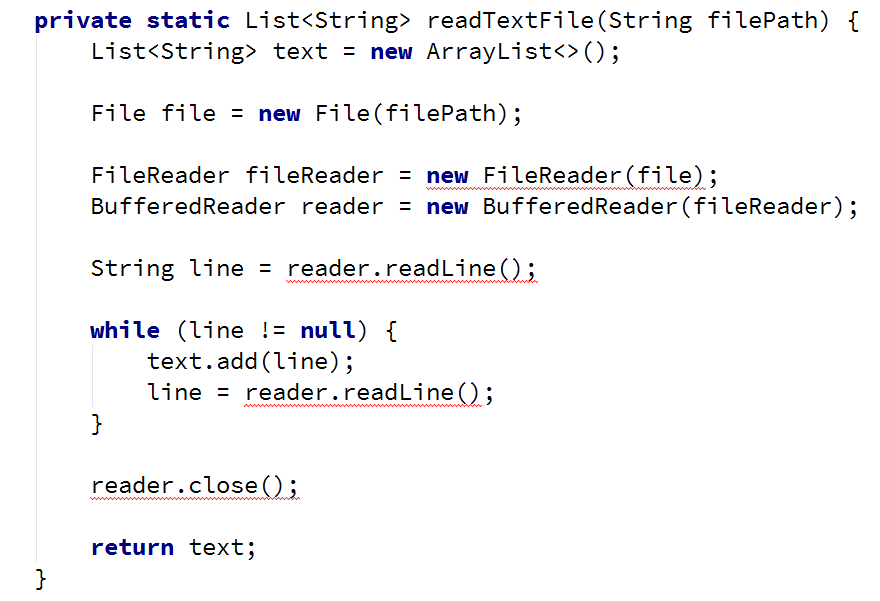 private static List<String> readTextFile(String filePath) {
    List<String> text = new ArrayList<>();

    File file = new File(filePath);

    FileReader fileReader = new FileReader(file);
    BufferedReader reader = new BufferedReader(fileReader);

    String line = reader.readLine();

    while (line != null) {
        text.add(line);
        line = reader.readLine();
    }

    reader.close();

    return text;
}